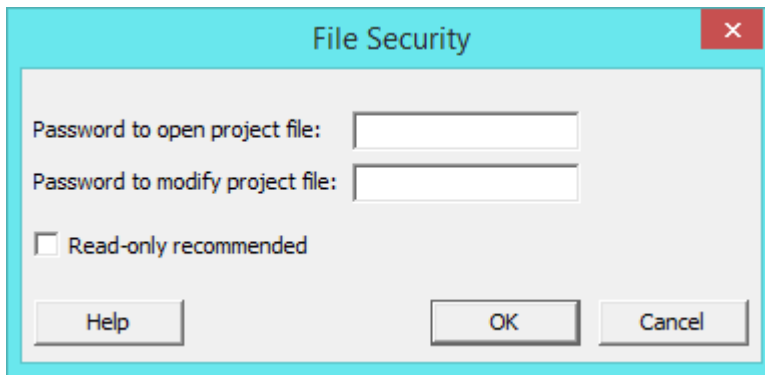 File Security
Password to open project file:
Password to modify project file:
Read-only recommended
Help OK Cancel